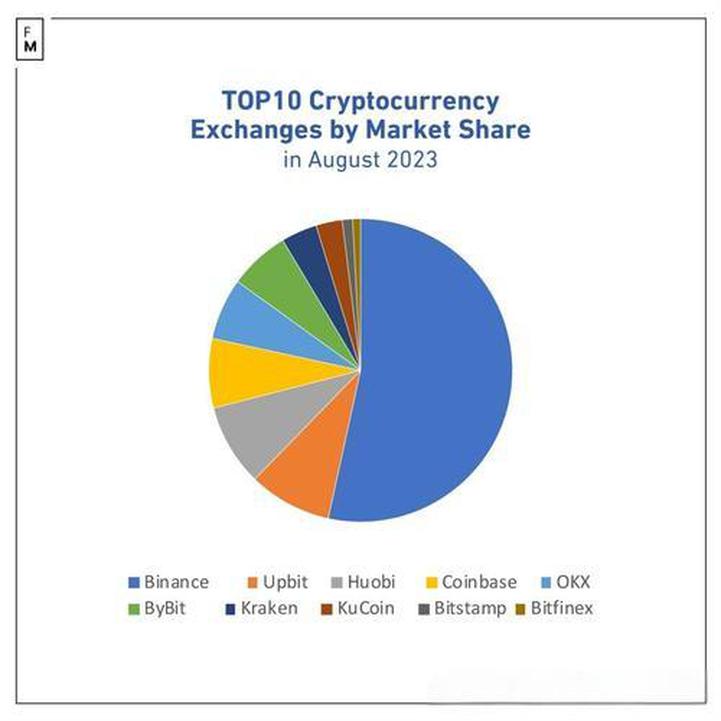 F
M
TOP10 Cryptocurrency
Exchanges by Market Share
in August 2023
Binance Upbit Huobi Coinbase OKX
ByBit Kraken KuCoin Bitstamp Bitfinex